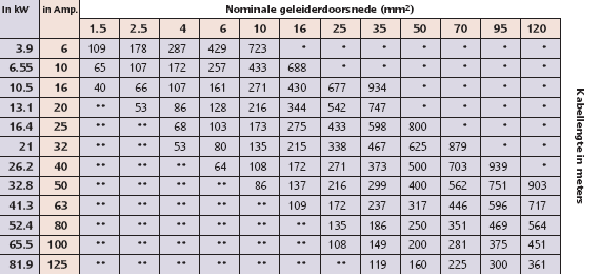 In kW in Amp. Nominale geleiderdoorsnede (mm²)
1.5 2.5 4 6 10 16 25 35 50 70 95 120
3.9 6 109 178 287 429 723 * * * * * * *
6.55 10 65 107 172 257 433 688 * * * * * *
10.5 16 40 66 107 161 271 430 677 934 * * * *
13.1 20 ** 53 86 128 216 344 542 747 * * * *
16.4 25 ** ** 68 103 173 275 433 598 800 * * *
21 32 ** ** 53 80 135 215 338 467 625 879 * *
26.2 40 ** ** ** 64 108 172 271 373 500 703 939 *
32.8 50 ** ** ** ** 86 137 216 299 400 562 751 903
41.3 63 ** ** ** ** ** 109 172 237 317 446 596 717
52.4 80 ** ** ** ** ** ** 135 186 250 351 469 564
65.5 100 ** ** ** ** ** ** 108 149 200 281 375 451
81.9 125 ** ** ** ** ** ** ** 119 160 225 300 361
Kabellengte in meters